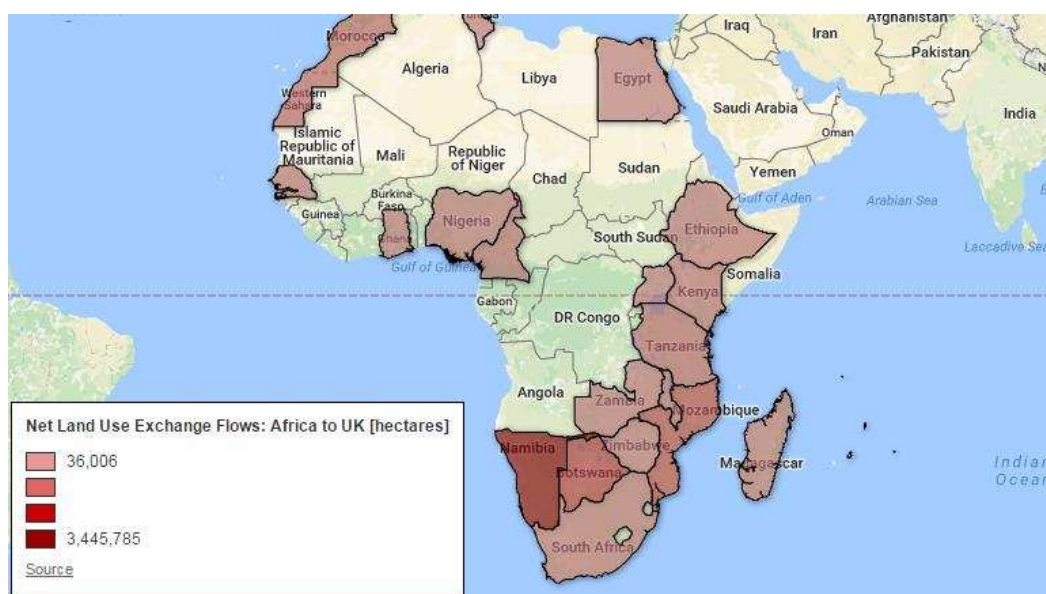 Tunisia
Morocco
Algeria
Libya
Egypt
Iraq
Iran
Afghanistan
Pakistan
India
Saudi Arabia
Oman
Yemen
Gulf of Aden
Arabian Sea
Laccadive Sea
Western
Sahara
Islamic
Republic of
Mauritania
Mali
Republic
of Niger
Chad
Sudan
Burkina
Faso
Guinea
Ghana
Nigeria
Gulf of Guinea
South Sudan
Ethiopia
Somalia
Gabon
DR Congo
Kenya
Tanzania
Angola
Zambia
Mozambique
Zimbabwe
Namibia
Botswana
Madagascar
South Africa
Indian
Ocean
Net Land Use Exchange Flows: Africa to UK [hectares]
36,006
3,445,785
Source